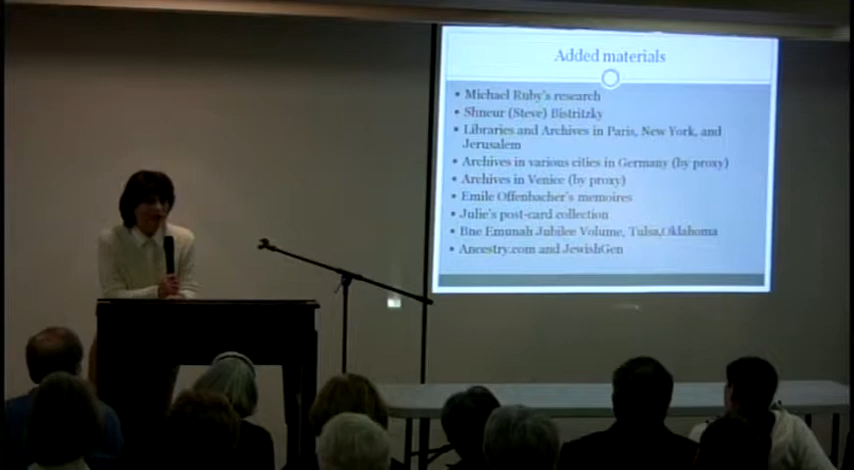 Added materials
• Michael Ruby's research
• Shneur (Steve) Bistritzky
• Libraries and Archives in Paris, New York, and
Jerusalem
• Archives in various cities in Germany (by proxy)
• Archives in Venice (by proxy)
• Emile Offenbacher's memoires
• Julie's post-card collection
• Bne Emunah Jubilee Volume, Tulsa,Oklahoma
• Ancestry.com and JewishGen